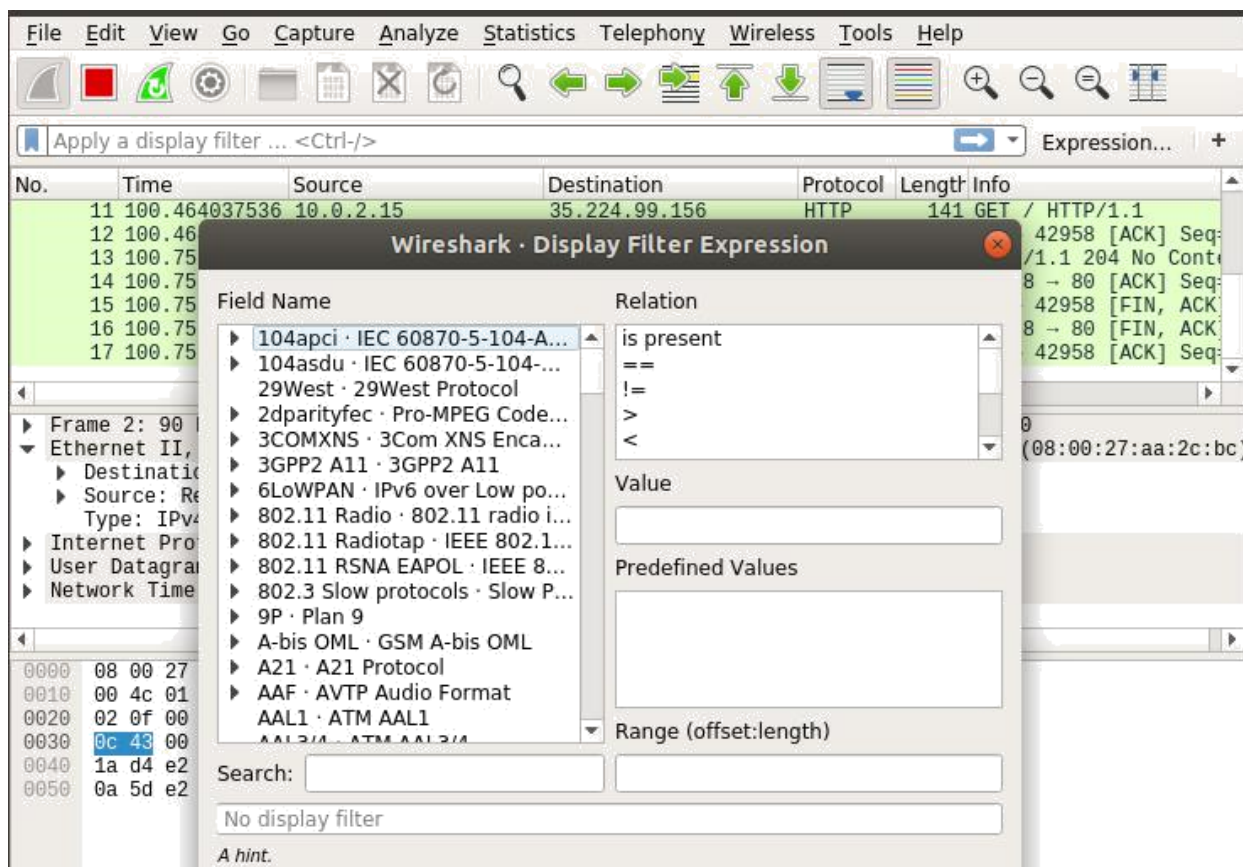 File Edit View Go Capture Analyze Statistics Telephony Wireless Tools Help
Apply a display filter ... <Ctrl-/>
Expression... +
No. Time Source Destination Protocol Length Info
11 100.464037536 10.0.2.15 35.224.99.156 HTTP 141 GET / HTTP/1.1
12 100.46 42958 [ACK] Seq=
13 100.75 /1.1 204 No Conte
14 100.75 8 → 80 [ACK] Seq=
15 100.75 42958 [FIN, ACK]
16 100.75 8 → 80 [FIN, ACK]
17 100.75 42958 [ACK] Seq=
Wireshark · Display Filter Expression
Field Name
104apci · IEC 60870-5-104-A...
104asdu · IEC 60870-5-104-...
29West · 29West Protocol
2dparityfec · Pro-MPEG Code...
3COMXNS · 3Com XNS Enca...
3GPP2 A11 · 3GPP2 A11
6LoWPAN · IPv6 over Low po...
802.11 Radio · 802.11 radio i...
802.11 Radiotap · IEEE 802.1...
802.11 RSNA EAPOL · IEEE 8...
802.3 Slow protocols · Slow P...
9P · Plan 9
A-bis OML · GSM A-bis OML
A21 · A21 Protocol
AAF · AVTP Audio Format
AAL1 · ATM AAL1
AAL3/4 · ATM AAL3/4
Search:
No display filter
A hint.
Relation
is present
==
!=
>
<
Value
Predefined Values
Range (offset:length)
Frame 2: 90
Ethernet II, (08:00:27:aa:2c:bc)
Destinatio
Source: Re
Type: IPv4
Internet Pro
User Datagra
Network Time
0000 08 00 27
0010 00 4c 01
0020 02 0f 00
0030 0c 43 00
0040 1a d4 e2
0050 0a 5d e2